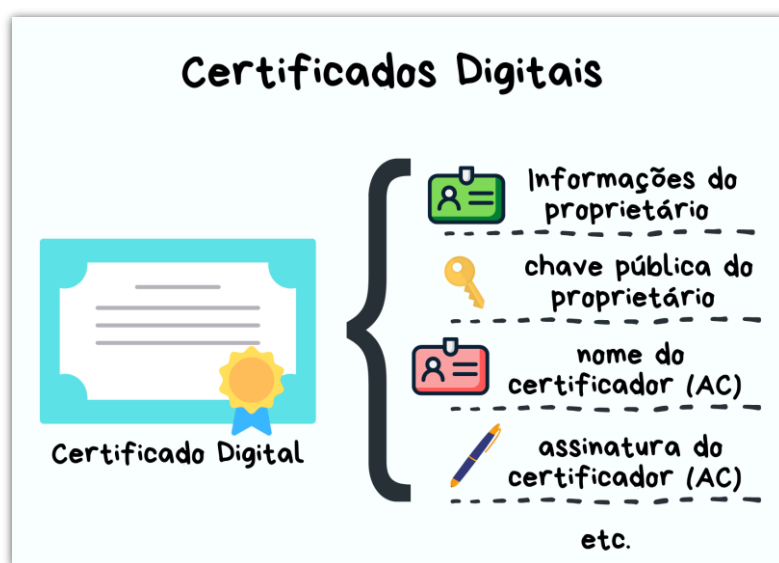 Certificados Digitais
Informações do
proprietário
chave pública do
proprietário
nome do
certificador (AC)
assinatura do
certificador (AC)
etc.
Certificado Digital